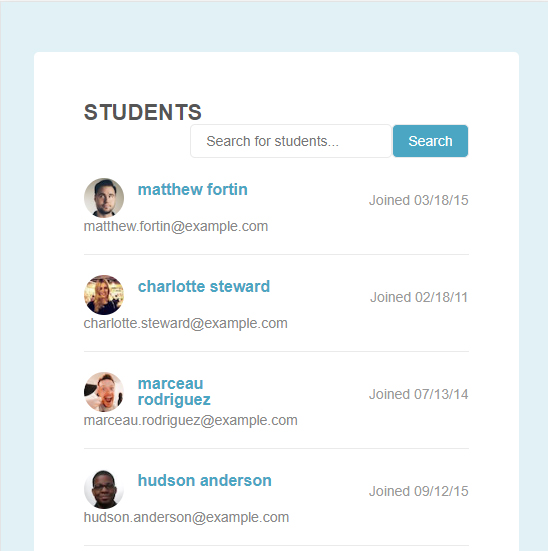 STUDENTS
Search for students... Search
matthew fortin
Joined 03/18/15
matthew.fortin@example.com
charlotte steward
Joined 02/18/11
charlotte.steward@example.com
marceau
rodriguez
Joined 07/13/14
marceau.rodriguez@example.com
hudson anderson
Joined 09/12/15
hudson.anderson@example.com